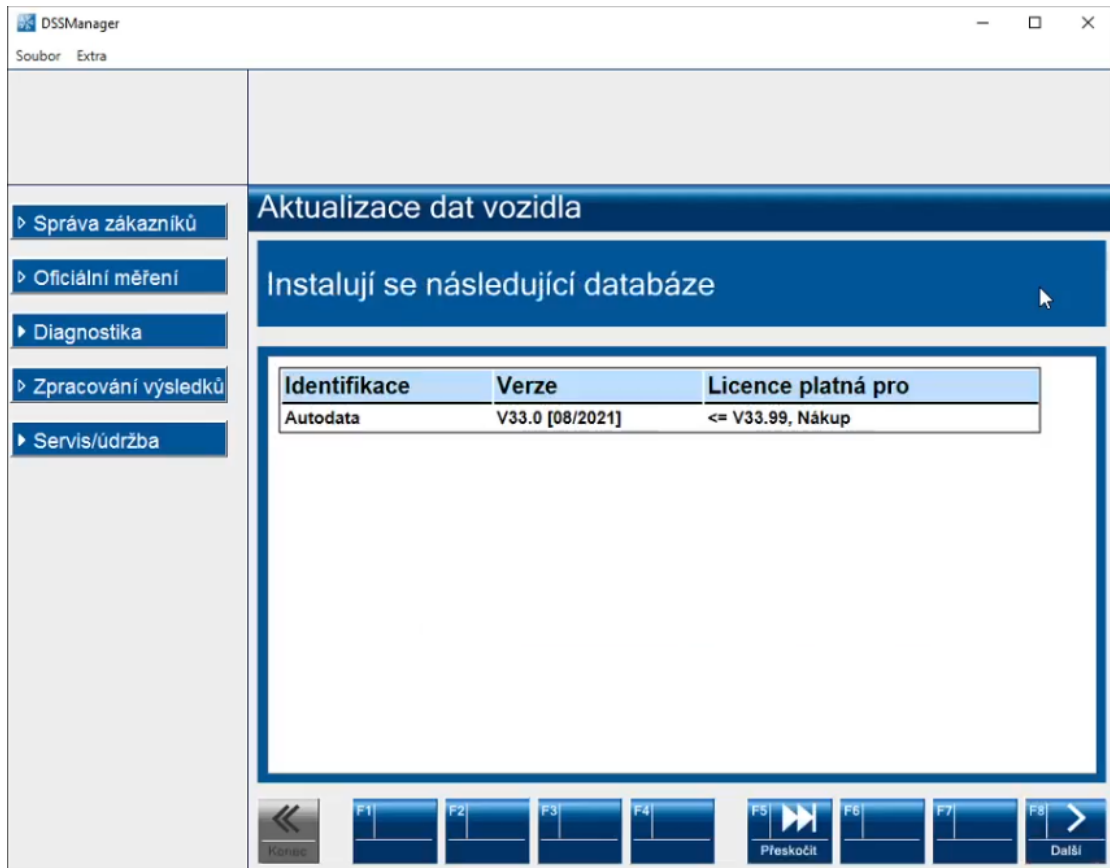 DSSManager
Soubor Extra
Správa zákazníků
Oficiální měření
Diagnostika
Zpracování výsledků
Servis/údržba
Aktualizace dat vozidla
Instalují se následující databáze
Identifikace Verze Licence platná pro
Autodata V33.0 [08/2021] <= V33.99, Nákup
Konec
F1
F2
F3
F4
F5
Přeskočit
F6
F7
F8
Další